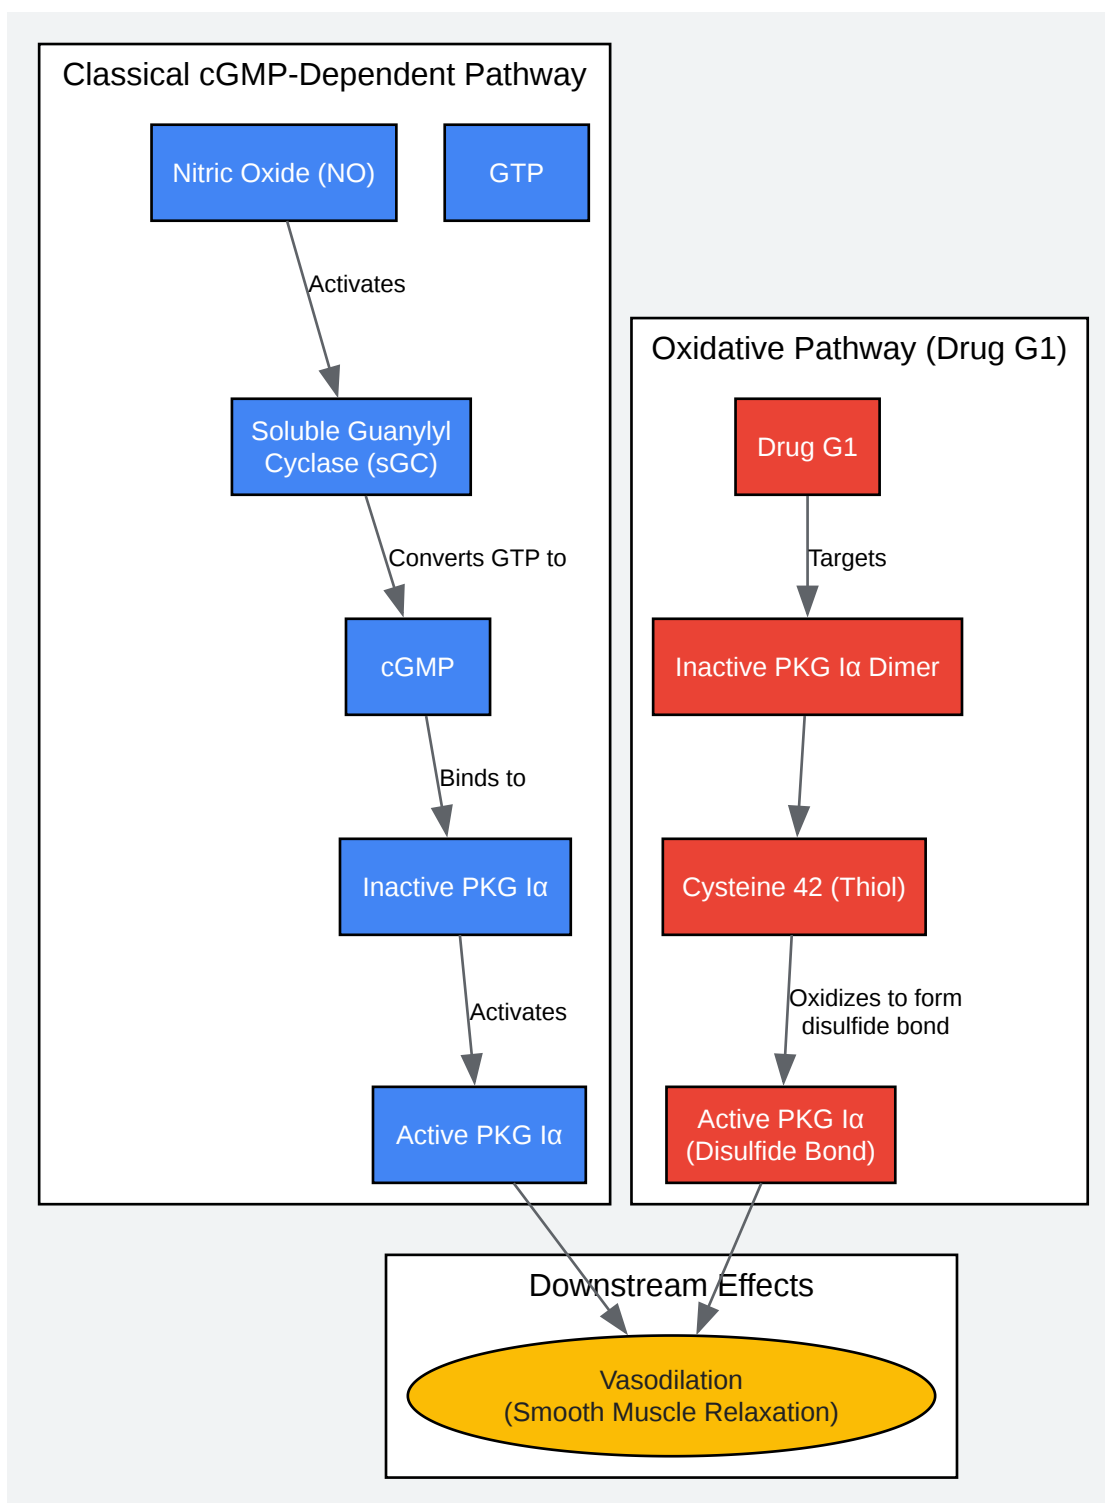 Classical cGMP-Dependent Pathway
Nitric Oxide (NO)
GTP
Activates
Soluble Guanylyl
Cyclase (sGC)
Converts GTP to
cGMP
Binds to
Inactive PKG Iα
Activates
Active PKG Iα
Oxidative Pathway (Drug G1)
Drug G1
Targets
Inactive PKG Iα Dimer
Cysteine 42 (Thiol)
Oxidizes to form
disulfide bond
Active PKG Iα
(Disulfide Bond)
Downstream Effects
Vasodilation
(Smooth Muscle Relaxation)